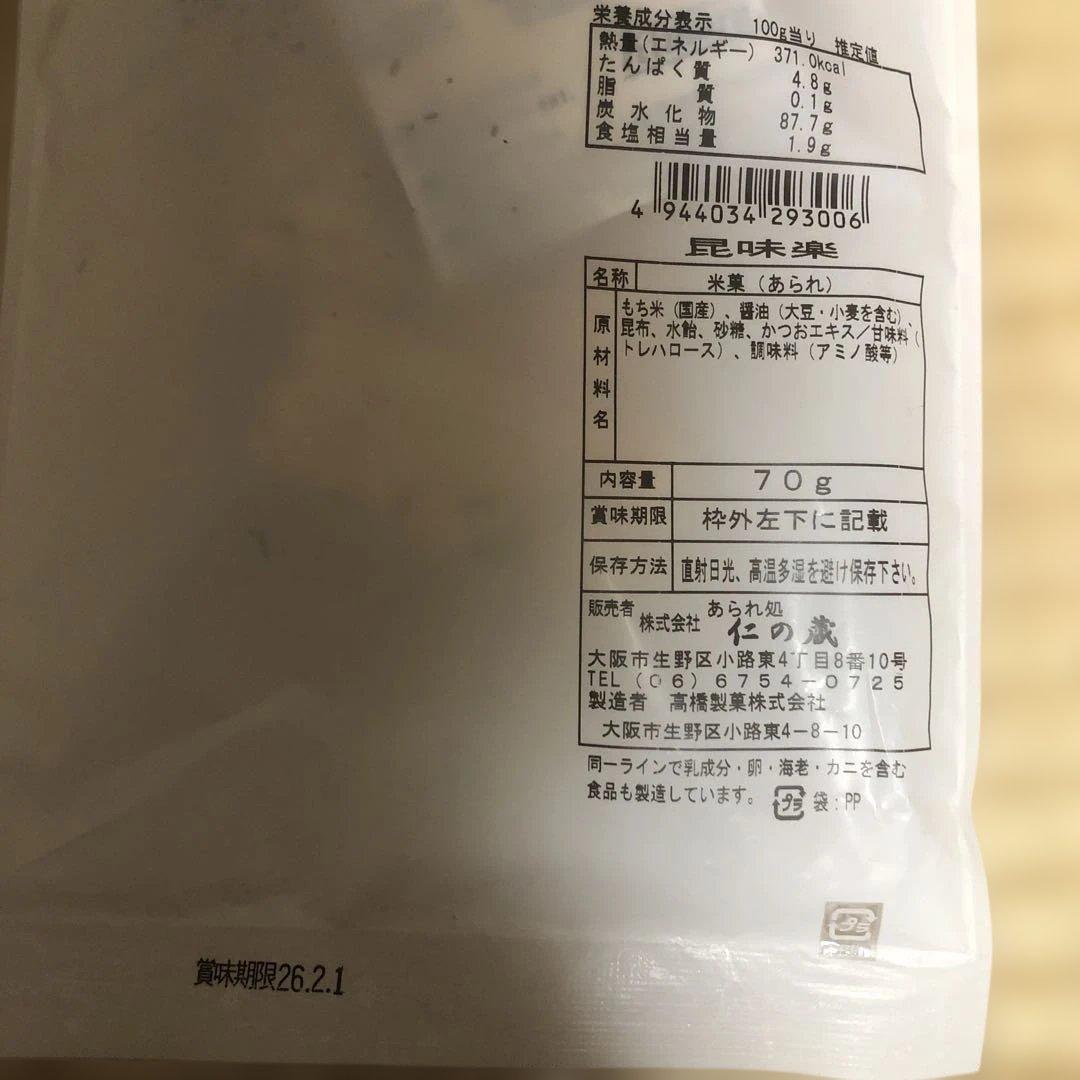 栄養成分表示 100g当り 推定値
熱量(エネルギー) 371.0kcal
たんぱく質 4.8g
脂質 0.1g
炭水化物 87.7g
食塩相当量 1.9g
4 944034 293006
昆味楽
名称 米菓(あられ)
原材料名
もち米(国産)、醤油(大豆・小麦を含む)、
昆布、水飴、砂糖、かつおエキス/甘味料(
トレハロース)、調味料(アミノ酸等)
内容量 70g
賞味期限 枠外左下に記載
保存方法 直射日光、高温多湿を避け保存下さい。
販売者 株式会社 あられ処 仁の蔵
大阪市生野区小路東4丁目8番10号
TEL(06)6754-0725
製造者 高橋製菓株式会社
大阪市生野区小路東4-8-10
同一ラインで乳成分・卵・海老・カニを含む
食品も製造しています。 プラ 袋:PP
プラ
賞味期限26.2.1